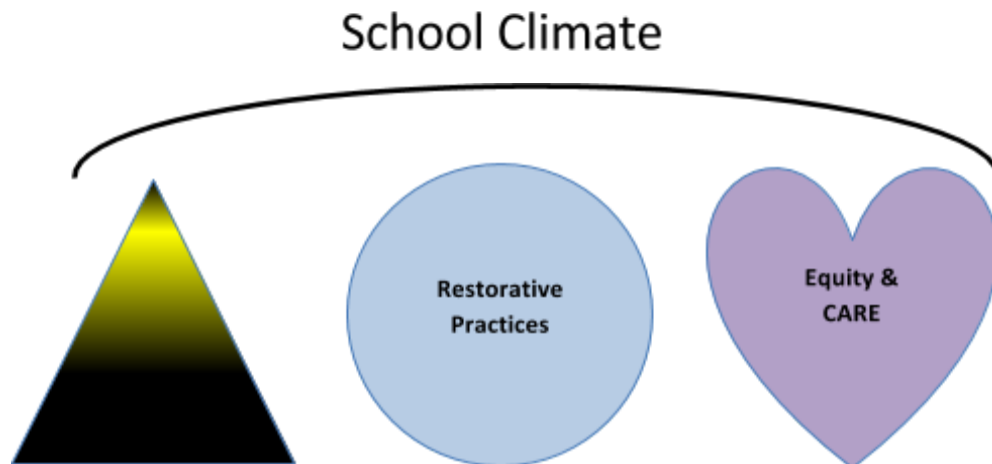 School Climate
Restorative
Practices
Equity &
CARE